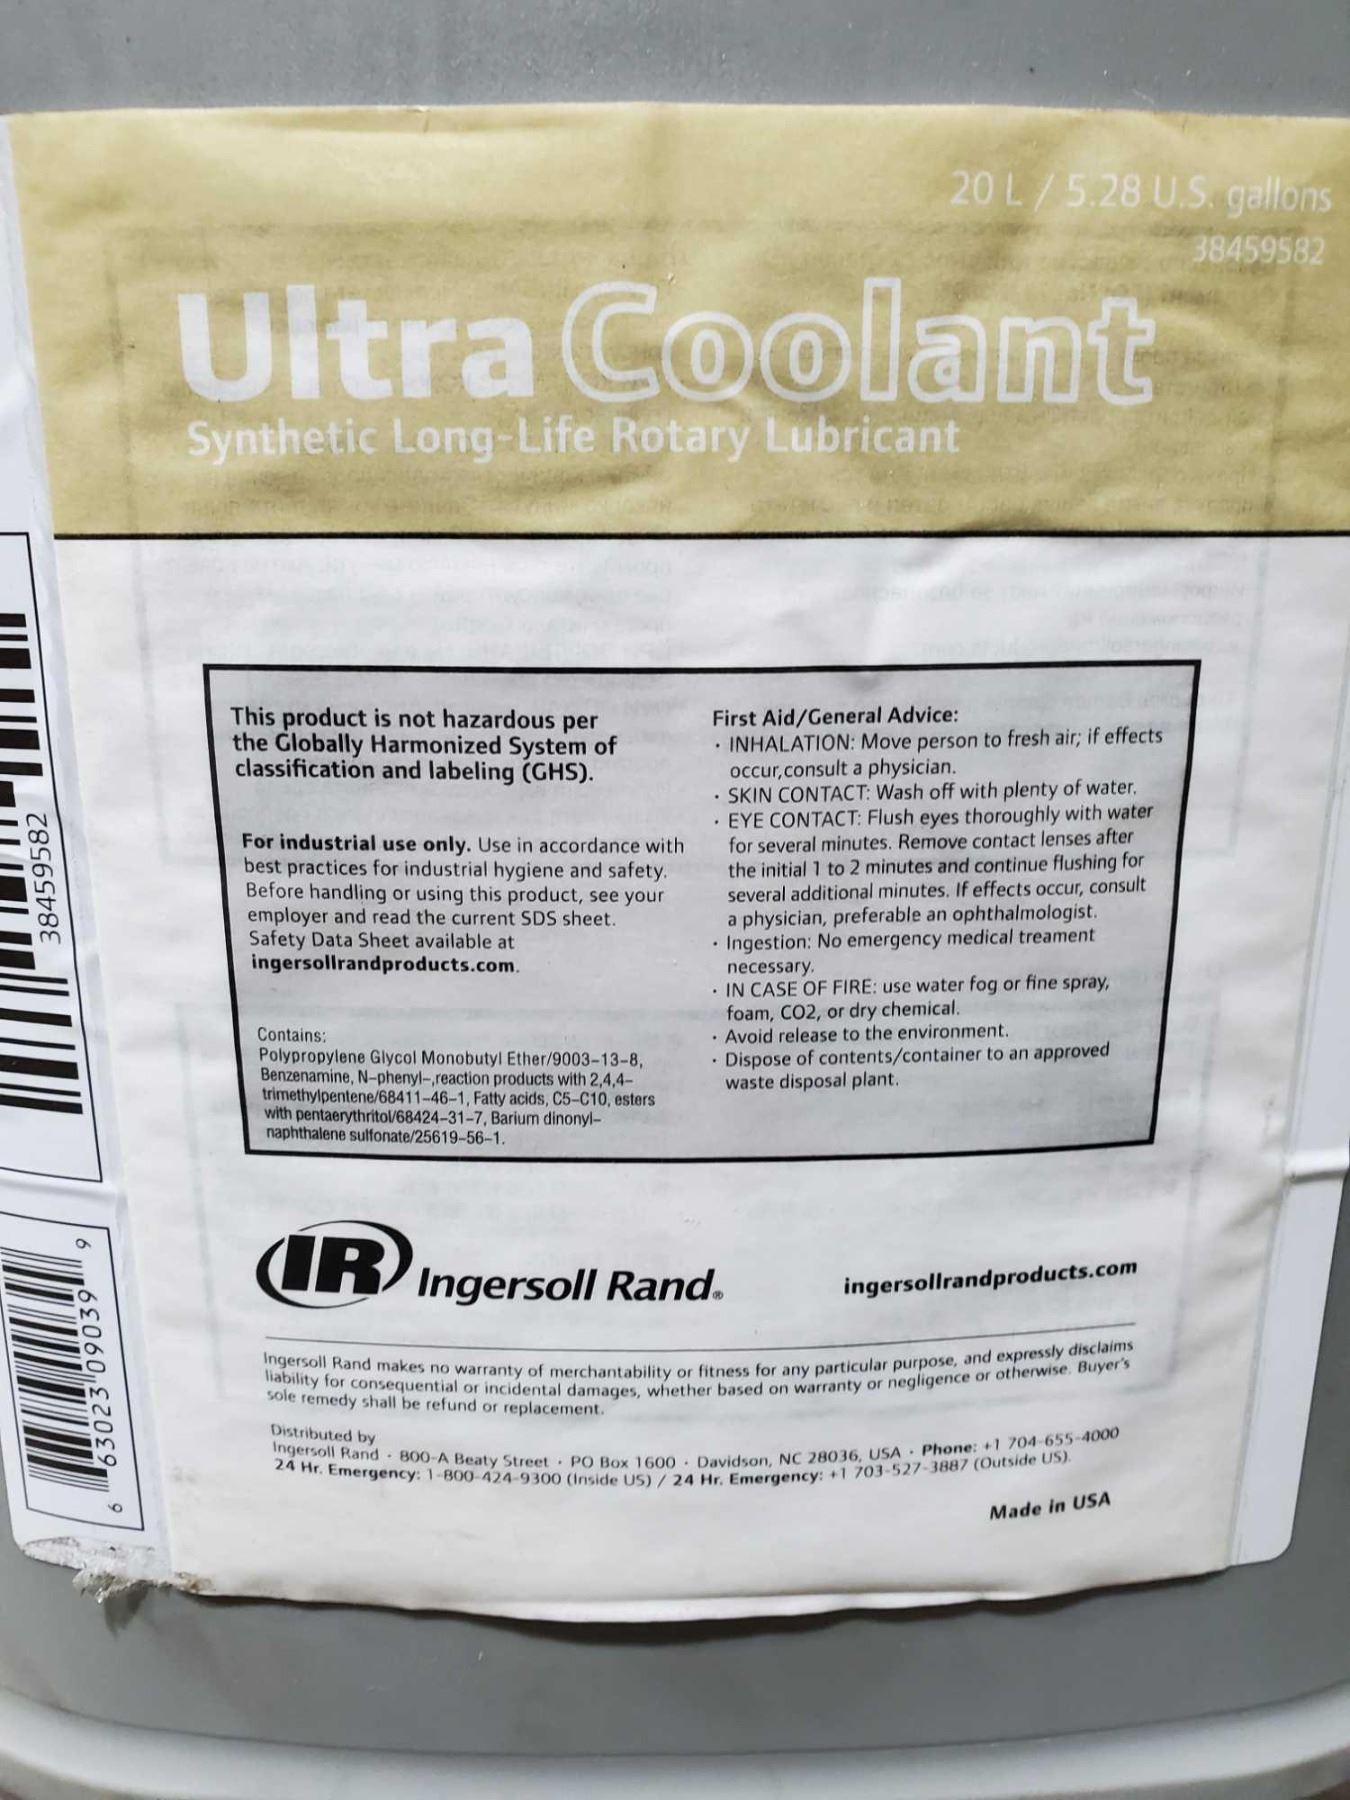 20 L / 5.28 U.S. gallons
38459582
Ultra Coolant
Synthetic Long-Life Rotary Lubricant
This product is not hazardous per
the Globally Harmonized System of
classification and labeling (GHS).
For industrial use only. Use in accordance with
best practices for industrial hygiene and safety.
Before handling or using this product, see your
employer and read the current SDS sheet.
Safety Data Sheet available at
ingersollrandproducts.com.
Contains:
Polypropylene Glycol Monobutyl Ether/9003-13-8,
Benzenamine, N-phenyl-,reaction products with 2,4,4-
trimethylpentene/68411-46-1, Fatty acids, C5-C10, esters
with pentaerythritol/68424-31-7, Barium dinonyl-
naphthalene sulfonate/25619-56-1.
First Aid/General Advice:
· INHALATION: Move person to fresh air; if effects
occur,consult a physician.
· SKIN CONTACT: Wash off with plenty of water.
· EYE CONTACT: Flush eyes thoroughly with water
for several minutes. Remove contact lenses after
the initial 1 to 2 minutes and continue flushing for
several additional minutes. If effects occur, consult
a physician, preferable an ophthalmologist.
· Ingestion: No emergency medical treament
necessary.
· IN CASE OF FIRE: use water fog or fine spray,
foam, CO2, or dry chemical.
· Avoid release to the environment.
· Dispose of contents/container to an approved
waste disposal plant.
38459582
6 63023 09039 9
IR Ingersoll Rand®
ingersollrandproducts.com
Ingersoll Rand makes no warranty of merchantability or fitness for any particular purpose, and expressly disclaims
liability for consequential or incidental damages, whether based on warranty or negligence or otherwise. Buyer's
sole remedy shall be refund or replacement.
Distributed by
Ingersoll Rand · 800-A Beaty Street · PO Box 1600 · Davidson, NC 28036, USA · Phone: +1 704-655-4000
24 Hr. Emergency: 1-800-424-9300 (Inside US) / 24 Hr. Emergency: +1 703-527-3887 (Outside US).
Made in USA